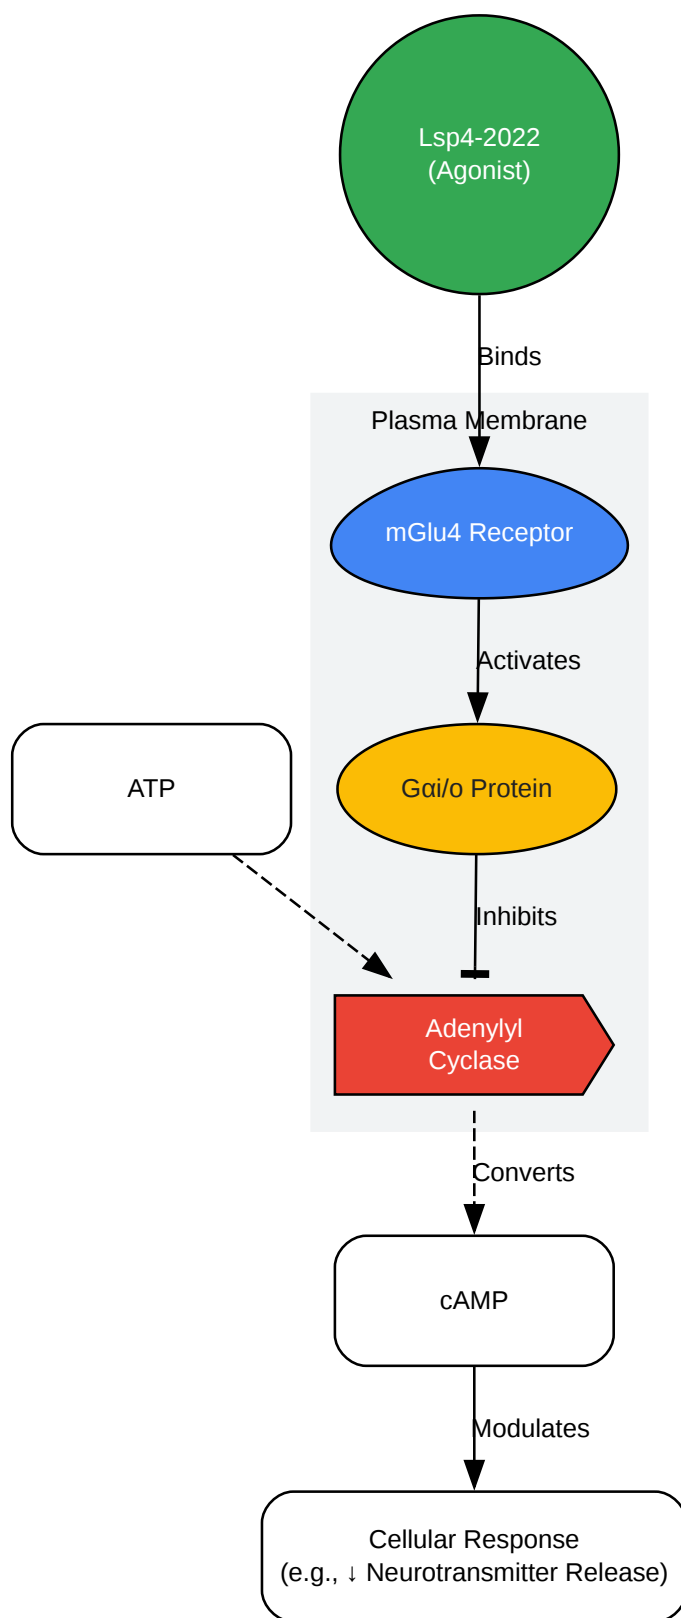 Lsp4-2022
(Agonist)
Binds
Plasma Membrane
mGlu4 Receptor
Activates
ATP
Gαi/o Protein
Inhibits
Adenylyl
Cyclase
Converts
cAMP
Modulates
Cellular Response
(e.g., ↓ Neurotransmitter Release)